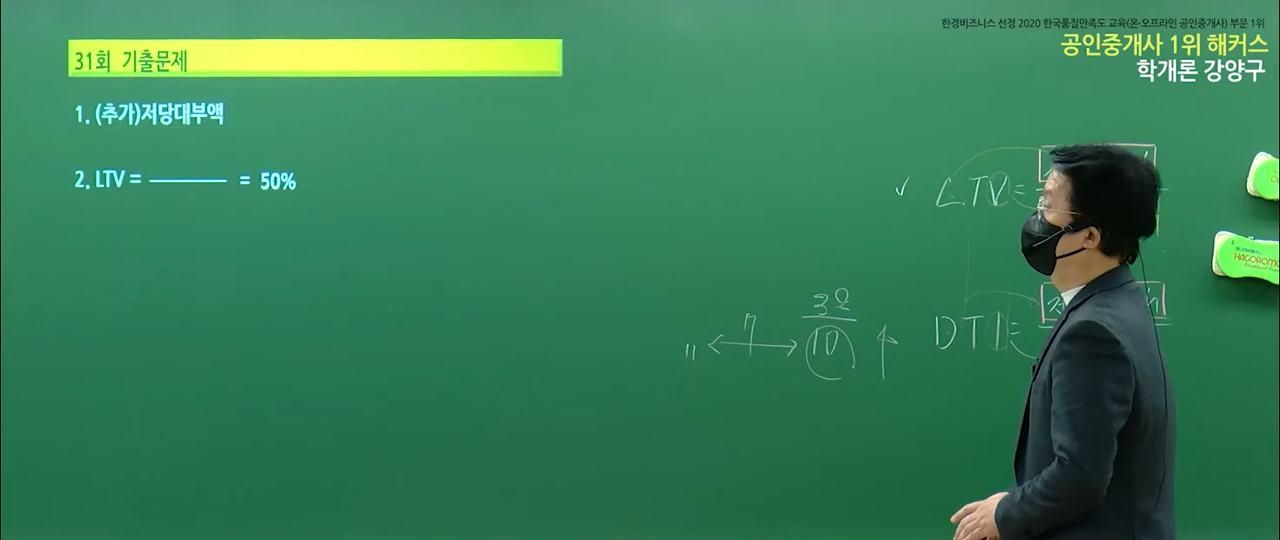 한경비즈니스 선정 2020 한국품질만족도 교육(온·오프라인 공인중개사) 부문 1위
공인중개사 1위 해커스
학개론 강양구
31회 기출문제
1. (추가)저당대부액
2. LTV = ――― = 50%
✓ L.TV=
3억
10
7
"
DTI=
HAGOROMO